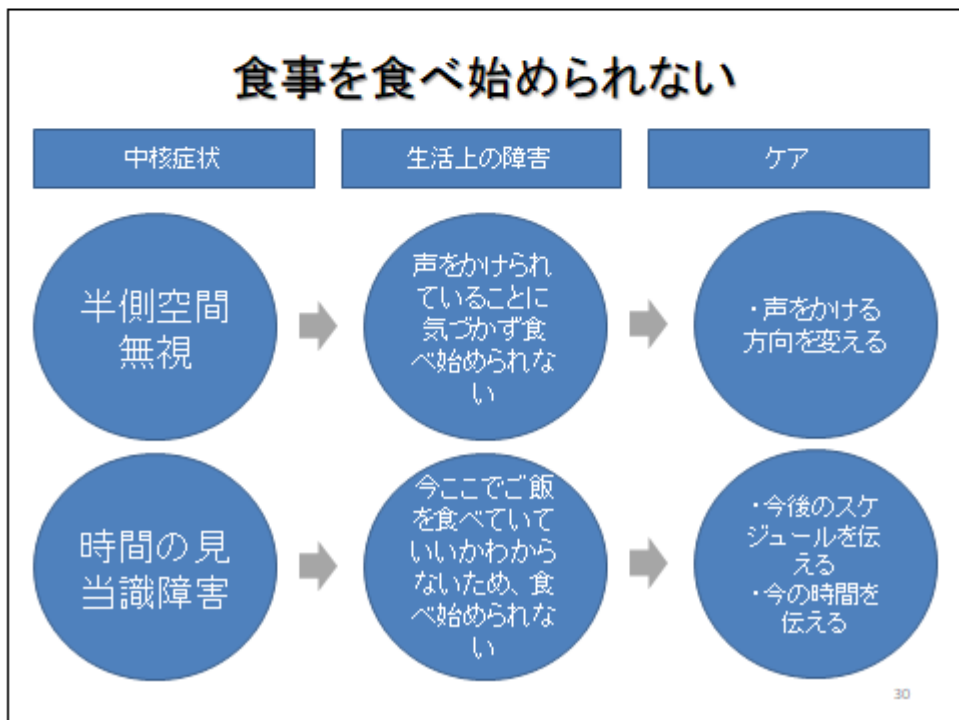 食事を食べ始められない
中核症状
生活上の障害
ケア
半側空間
無視
声をかけられ
ていることに
気づかず食
べ始められな
い
・声をかける
方向を変える
時間の見
当識障害
今ここでご飯
を食べていて
いいかわから
ないため、食
べ始められな
い
・今後のスケ
ジュールを伝
える
・今の時間を
伝える
30